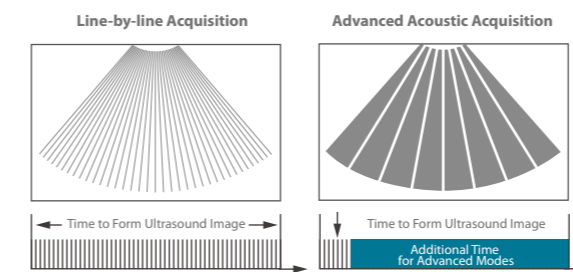 Line-by-line Acquisition
Advanced Acoustic Acquisition
Time to Form Ultrasound Image
Time to Form Ultrasound Image
Additional Time
for Advanced Modes